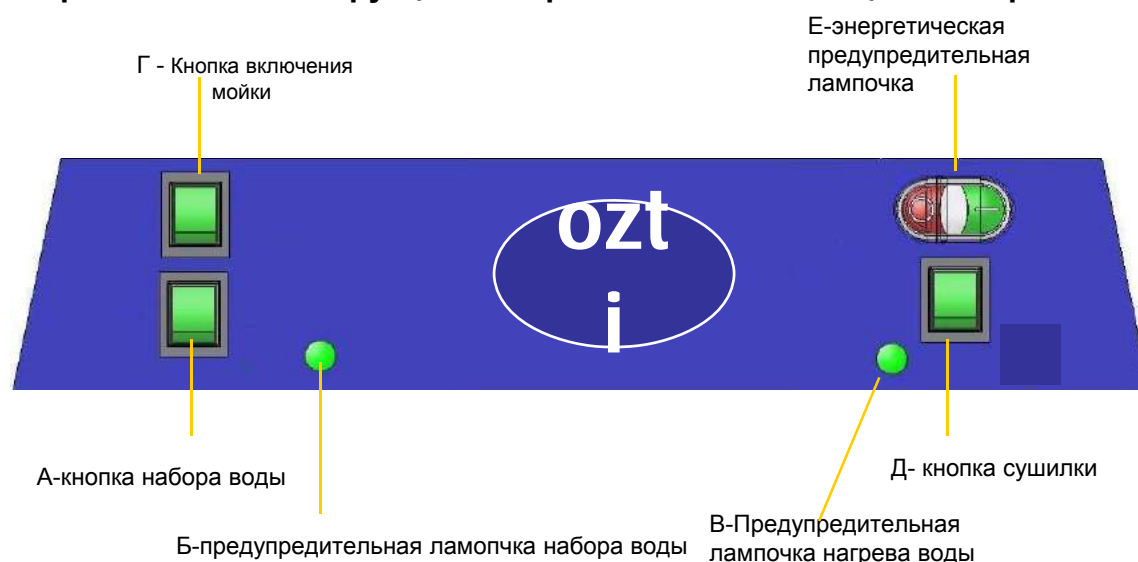 Е-энергетическая
предупредительная
лампочка
Г - Кнопка включения
мойки
ozt
i
А-кнопка набора воды
Д- кнопка сушилки
Б-предупредительная ламопчка набора воды
В-Предупредительная
лампочка нагрева воды